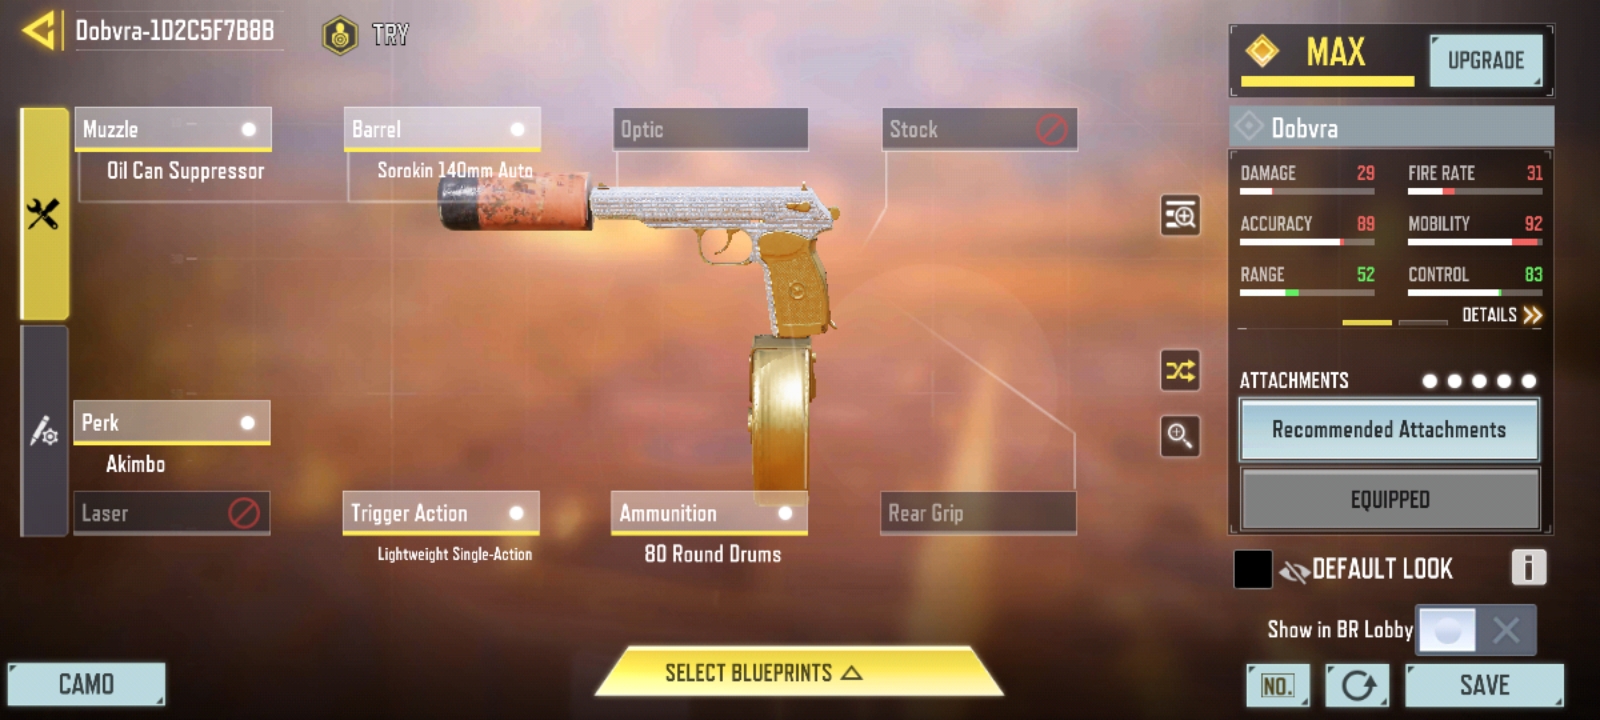 Dobvra-1D2C5F7B8B
TRY
Muzzle
Oil Can Suppressor
Barrel
Sorokin 140mm Auto
Optic
Stock
Perk
Akimbo
Laser
Trigger Action
Lightweight Single-Action
Ammunition
80 Round Drums
Rear Grip
MAX
UPGRADE
Dobvra
DAMAGE 29 FIRE RATE 31
ACCURACY 89 MOBILITY 92
RANGE 52 CONTROL 83
DETAILS
ATTACHMENTS
Recommended Attachments
EQUIPPED
DEFAULT LOOK
i
Show in BR Lobby
CAMO
SELECT BLUEPRINTS
NO.
SAVE